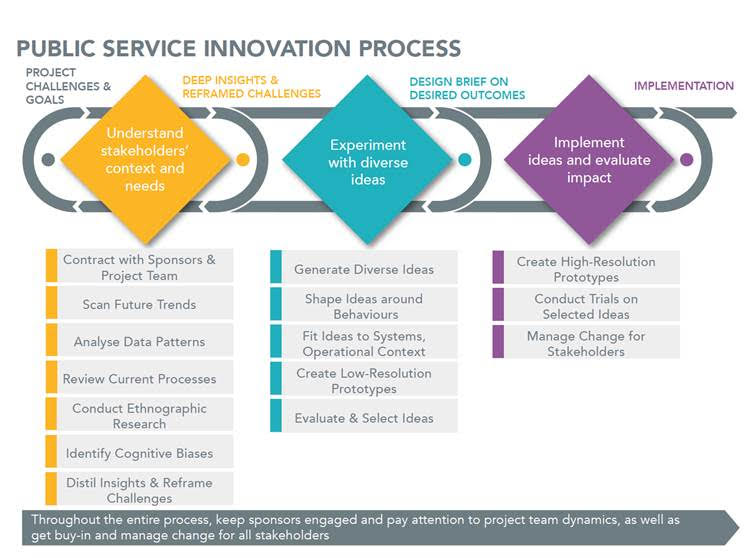 PUBLIC SERVICE INNOVATION PROCESS
PROJECT
CHALLENGES &
GOALS
DEEP INSIGHTS &
REFRAMED CHALLENGES
DESIGN BRIEF ON
DESIRED OUTCOMES
IMPLEMENTATION
Understand
stakeholders'
context and
needs
Experiment
with diverse
ideas
Implement
ideas and evaluate
impact
Contract with Sponsors &
Project Team
Scan Future Trends
Analyse Data Patterns
Review Current Processes
Conduct Ethnographic
Research
Identify Cognitive Biases
Distil Insights & Reframe
Challenges
Generate Diverse Ideas
Shape Ideas around
Behaviours
Fit Ideas to Systems,
Operational Context
Create Low-Resolution
Prototypes
Evaluate & Select Ideas
Create High-Resolution
Prototypes
Conduct Trials on
Selected Ideas
Manage Change for
Stakeholders
Throughout the entire process, keep sponsors engaged and pay attention to project team dynamics, as well as
get buy-in and manage change for all stakeholders